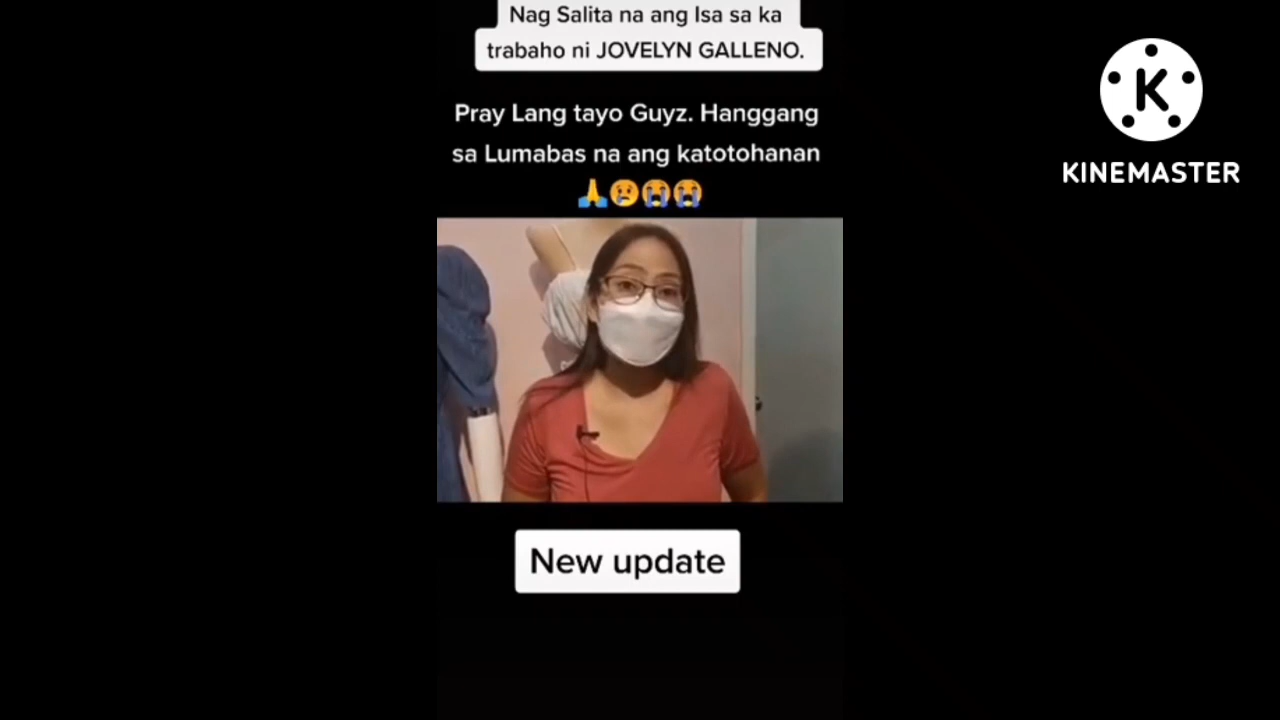 Nag Salita na ang Isa sa ka
trabaho ni JOVELYN GALLENO.
Pray Lang tayo Guyz. Hanggang
sa Lumabas na ang katotohanan
🙏😢😭😭
New update
K
KINEMASTER